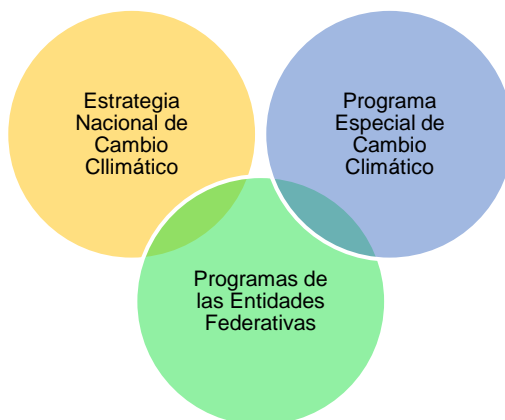 Estrategia
Nacional de
Cambio
Cllimático
Programa
Especial de
Cambio
Climático
Programas de
las Entidades
Federativas